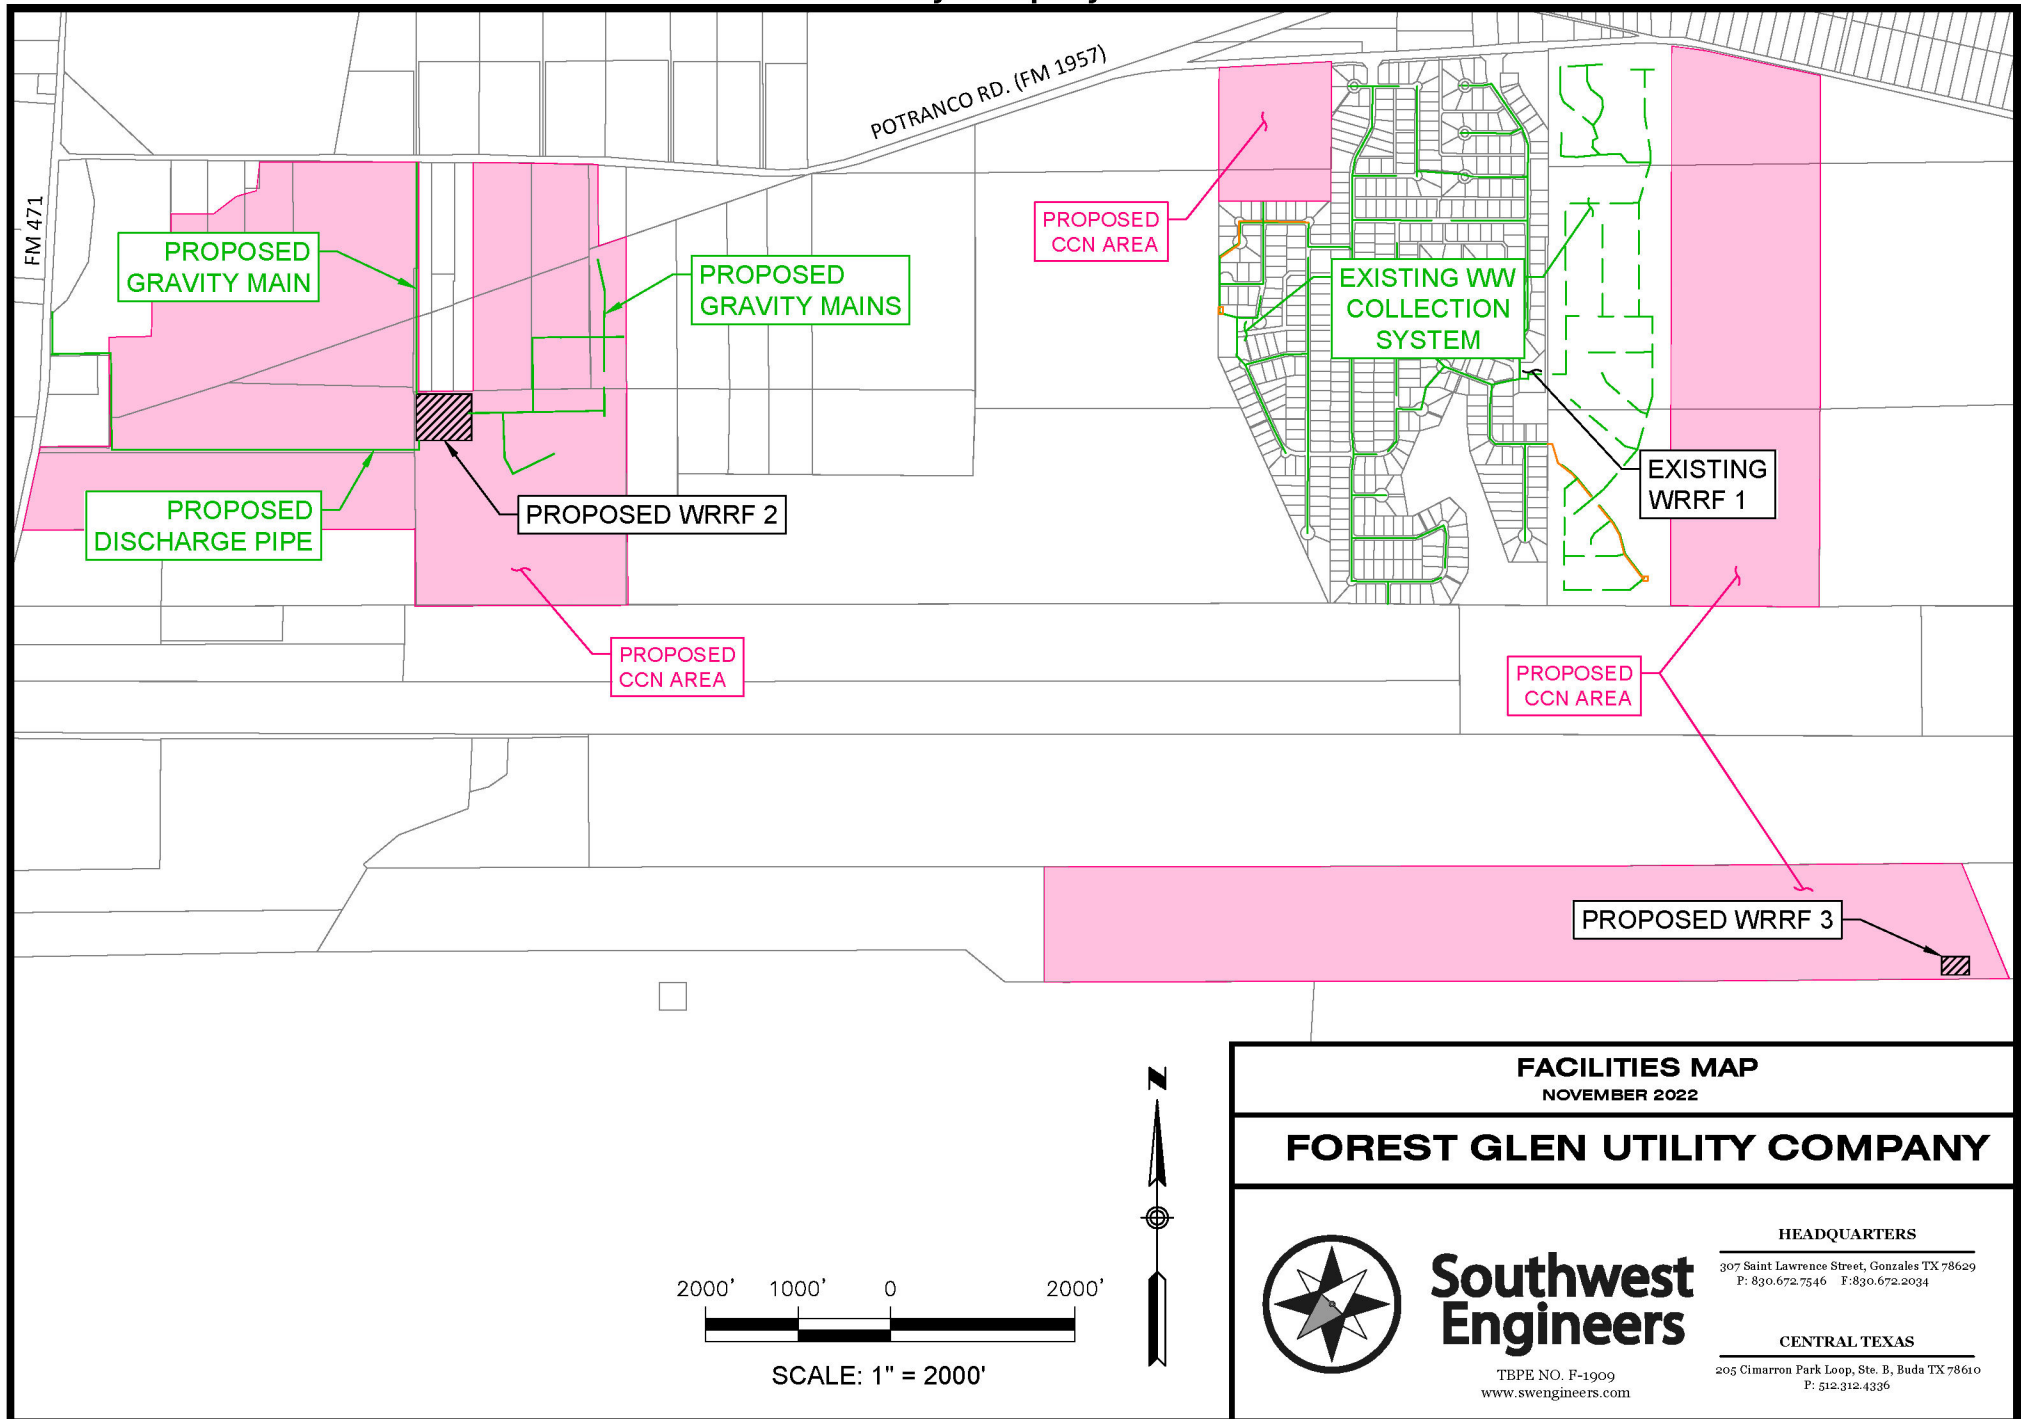 POTRANCO RD. (FM 1957)
FM 471
PROPOSED
GRAVITY MAIN
PROPOSED
GRAVITY MAINS
PROPOSED
CCN AREA
EXISTING WW
COLLECTION
SYSTEM
EXISTING
WRRF 1
PROPOSED
DISCHARGE PIPE
PROPOSED WRRF 2
PROPOSED
CCN AREA
PROPOSED
CCN AREA
PROPOSED WRRF 3
N
2000' 1000' 0 2000'
SCALE: 1" = 2000'
FACILITIES MAP
NOVEMBER 2022
FOREST GLEN UTILITY COMPANY
Southwest
Engineers
TBPE NO. F-1909
www.swengineers.com
HEADQUARTERS
307 Saint Lawrence Street, Gonzales TX 78629
P: 830.672.7546 F:830.672.2034
CENTRAL TEXAS
205 Cimarron Park Loop, Ste. B, Buda TX 78610
P: 512.312.4336